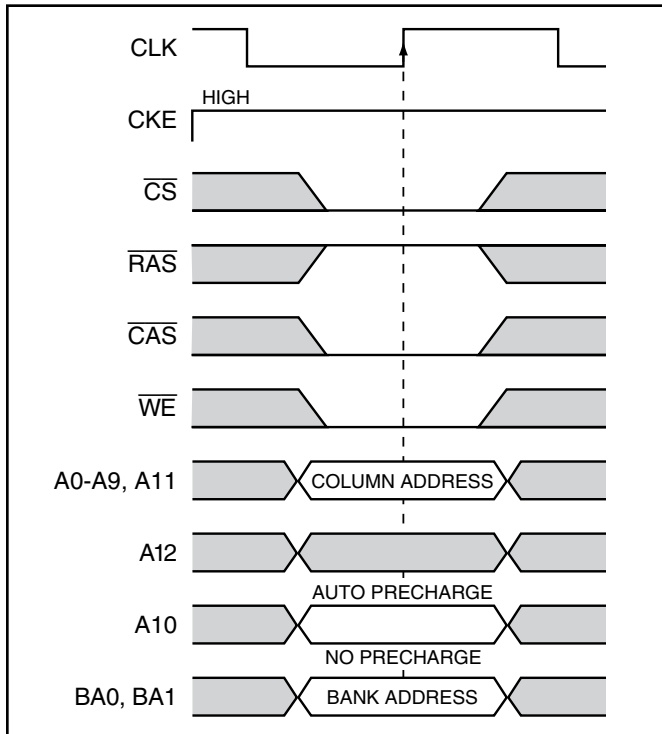 CLK
HIGH
CKE
CS
RAS
CAS
WE
A0-A9, A11
COLUMN ADDRESS
A12
AUTO PRECHARGE
A10
NO PRECHARGE
BA0, BA1
BANK ADDRESS